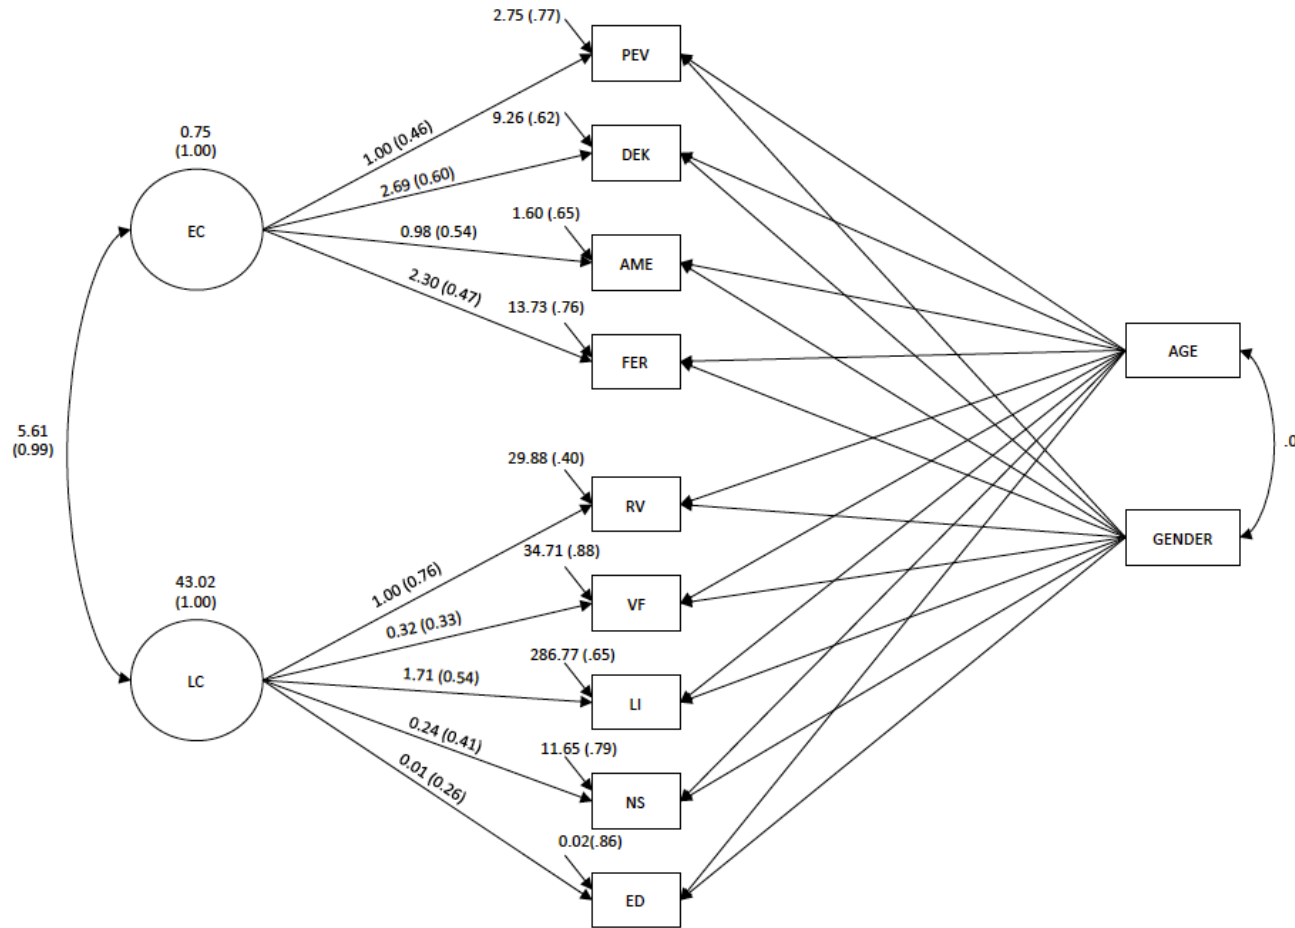 2.75 (.77)
PEV
9.26 (.62)
DEK
0.75
(1.00)
EC
1.00 (0.46)
2.69 (0.60)
0.98 (0.54)
2.30 (0.47)
1.60 (.65)
AME
13.73 (.76)
FER
AGE
5.61
(0.99)
.0
29.88 (.40)
RV
GENDER
34.71 (.88)
VF
43.02
(1.00)
LC
1.00 (0.76)
0.32 (0.33)
1.71 (0.54)
0.24 (0.41)
0.01 (0.26)
286.77 (.65)
LI
11.65 (.79)
NS
0.02(.86)
ED